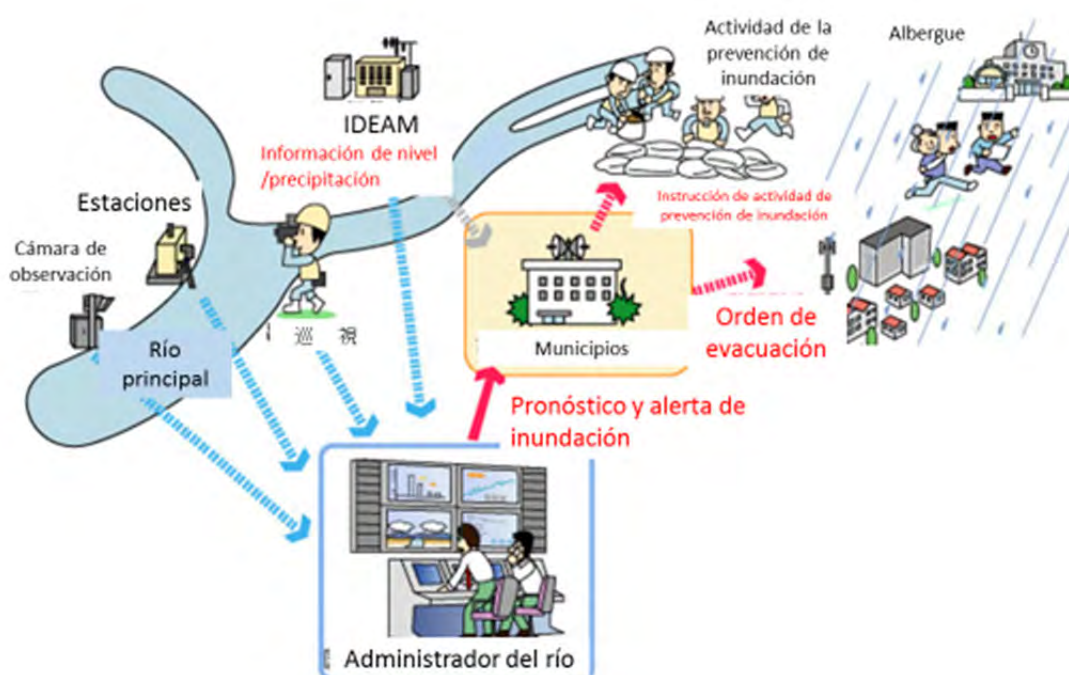 Actividad de la
prevención de
inundación
Albergue
IDEAM
Información de nivel
/precipitación
Instrucción de actividad de
prevención de inundación
Estaciones
Cámara de
observación
巡 視
Río
principal
Municipios
Orden de
evacuación
Pronóstico y alerta de
inundación
Administrador del río